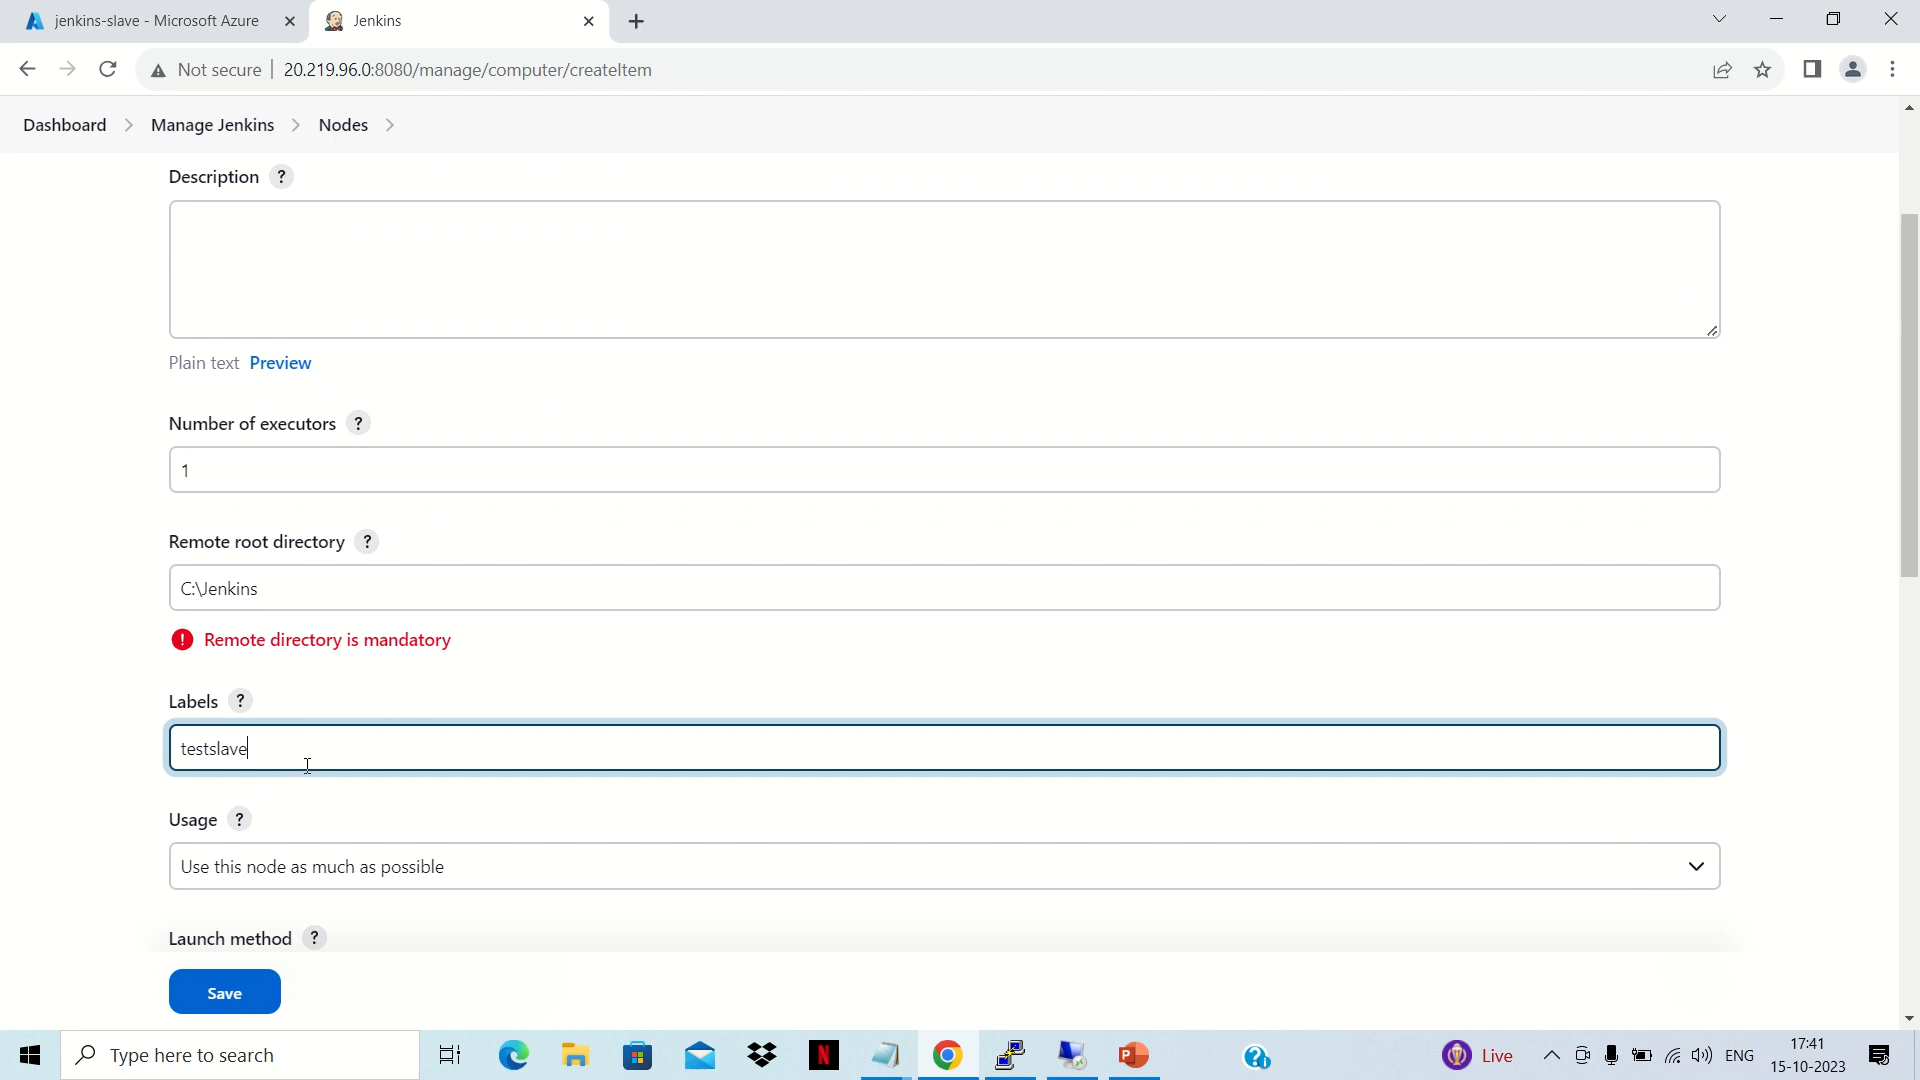 jenkins-slave - Microsoft Azure
Jenkins
Not secure
20.219.96.0:8080/manage/computer/createItem
Dashboard
Manage Jenkins
Nodes
Description ?
Plain text Preview
Number of executors ?
1
Remote root directory ?
C:\Jenkins
! Remote directory is mandatory
Labels ?
testslave
Usage ?
Use this node as much as possible
Launch method ?
Save
Type here to search
N
P
?
Live
ENG
17:41
15-10-2023